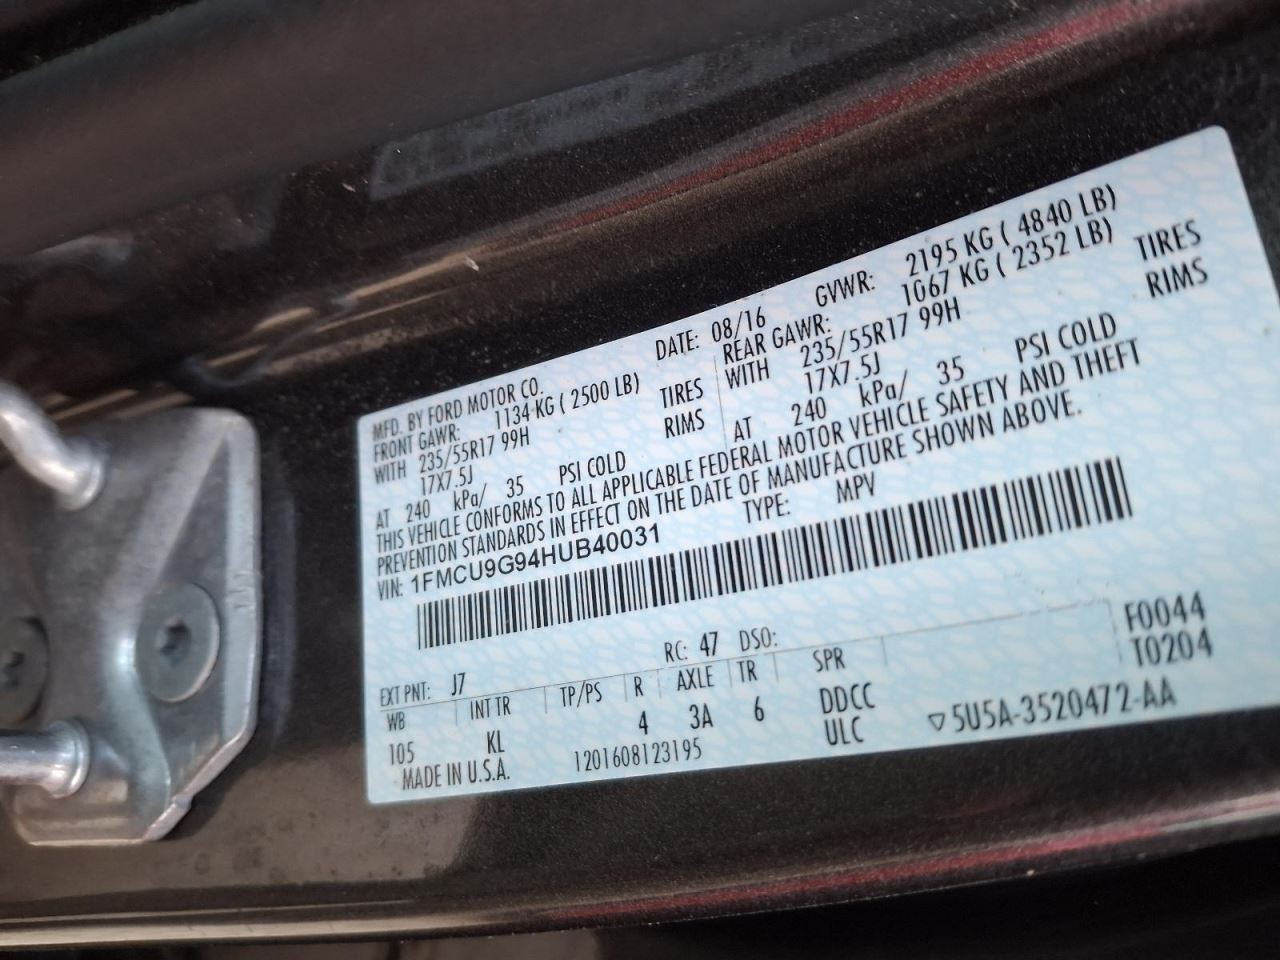 MFD. BY FORD MOTOR CO. DATE: 08/16 GVWR: 2195 KG ( 4840 LB)
FRONT GAWR: 1134 KG ( 2500 LB) REAR GAWR: 1067 KG ( 2352 LB)
WITH 235/55R17 99H TIRES WITH 235/55R17 99H TIRES
17X7.5J RIMS 17X7.5J RIMS
AT 240 kPa/ 35 PSI COLD AT 240 kPa/ 35 PSI COLD
THIS VEHICLE CONFORMS TO ALL APPLICABLE FEDERAL MOTOR VEHICLE SAFETY AND THEFT
PREVENTION STANDARDS IN EFFECT ON THE DATE OF MANUFACTURE SHOWN ABOVE.
VIN: 1FMCU9G94HUB40031 TYPE: MPV
F0044
T0204
EXT PNT: J7 RC: 47 DSO:
WB INT TR TP/PS R AXLE TR SPR
105 KL 4 3A 6 DDCC
MADE IN U.S.A. 1201608123195 ULC ▽5U5A-3520472-AA